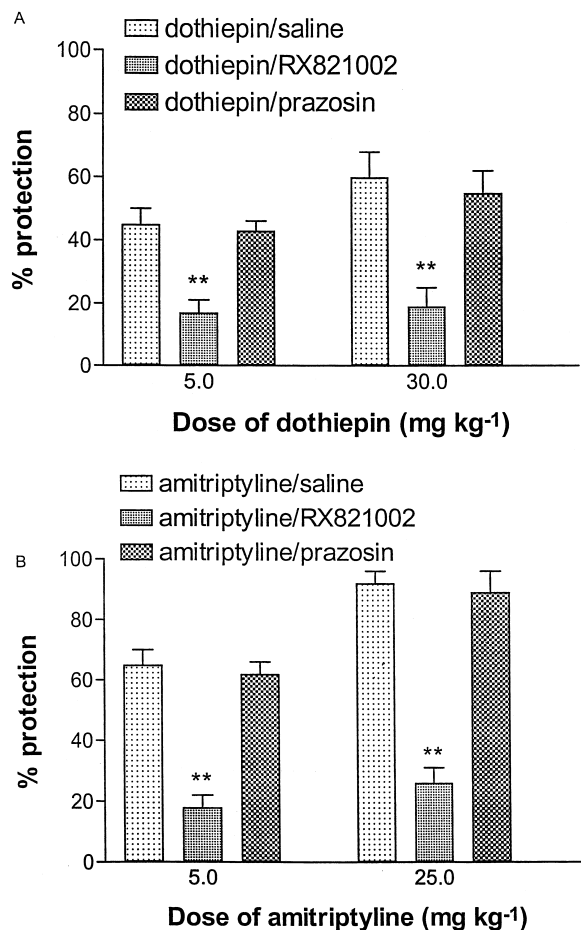 A
dothiepin/saline
dothiepin/RX821002
dothiepin/prazosin
100
80
60
40
20
0
% protection
**
**
5.0 30.0
Dose of dothiepin (mg kg-1)
amitriptyline/saline
amitriptyline/RX821002
amitriptyline/prazosin
B
100
80
60
40
20
0
% protection
**
**
5.0 25.0
Dose of amitriptyline (mg kg-1)